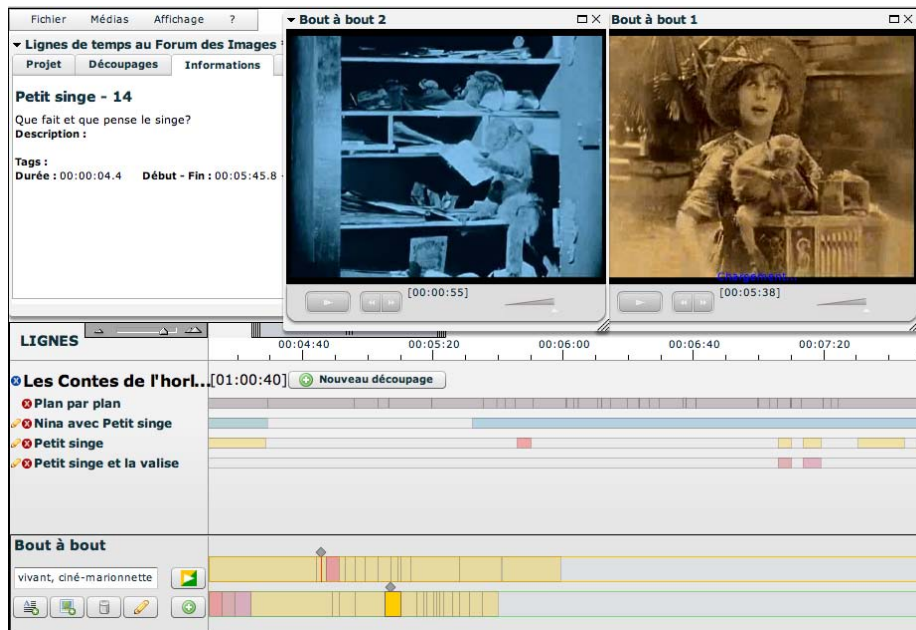 Fichier Médias Affichage ?
Lignes de temps au Forum des Images
Projet Découpages Informations
Petit singe - 14
Que fait et que pense le singe?
Description :
Tags :
Durée : 00:00:04.4 Début - Fin : 00:05:45.8 -
Bout à bout 2
[00:00:55]
Bout à bout 1
Chargement...
[00:05:38]
LIGNES
00:04:40 00:05:20 00:06:00 00:06:40 00:07:20
Les Contes de l'horl... [01:00:40] Nouveau découpage
Plan par plan
Nina avec Petit singe
Petit singe
Petit singe et la valise
Bout à bout
vivant, ciné-marionnette